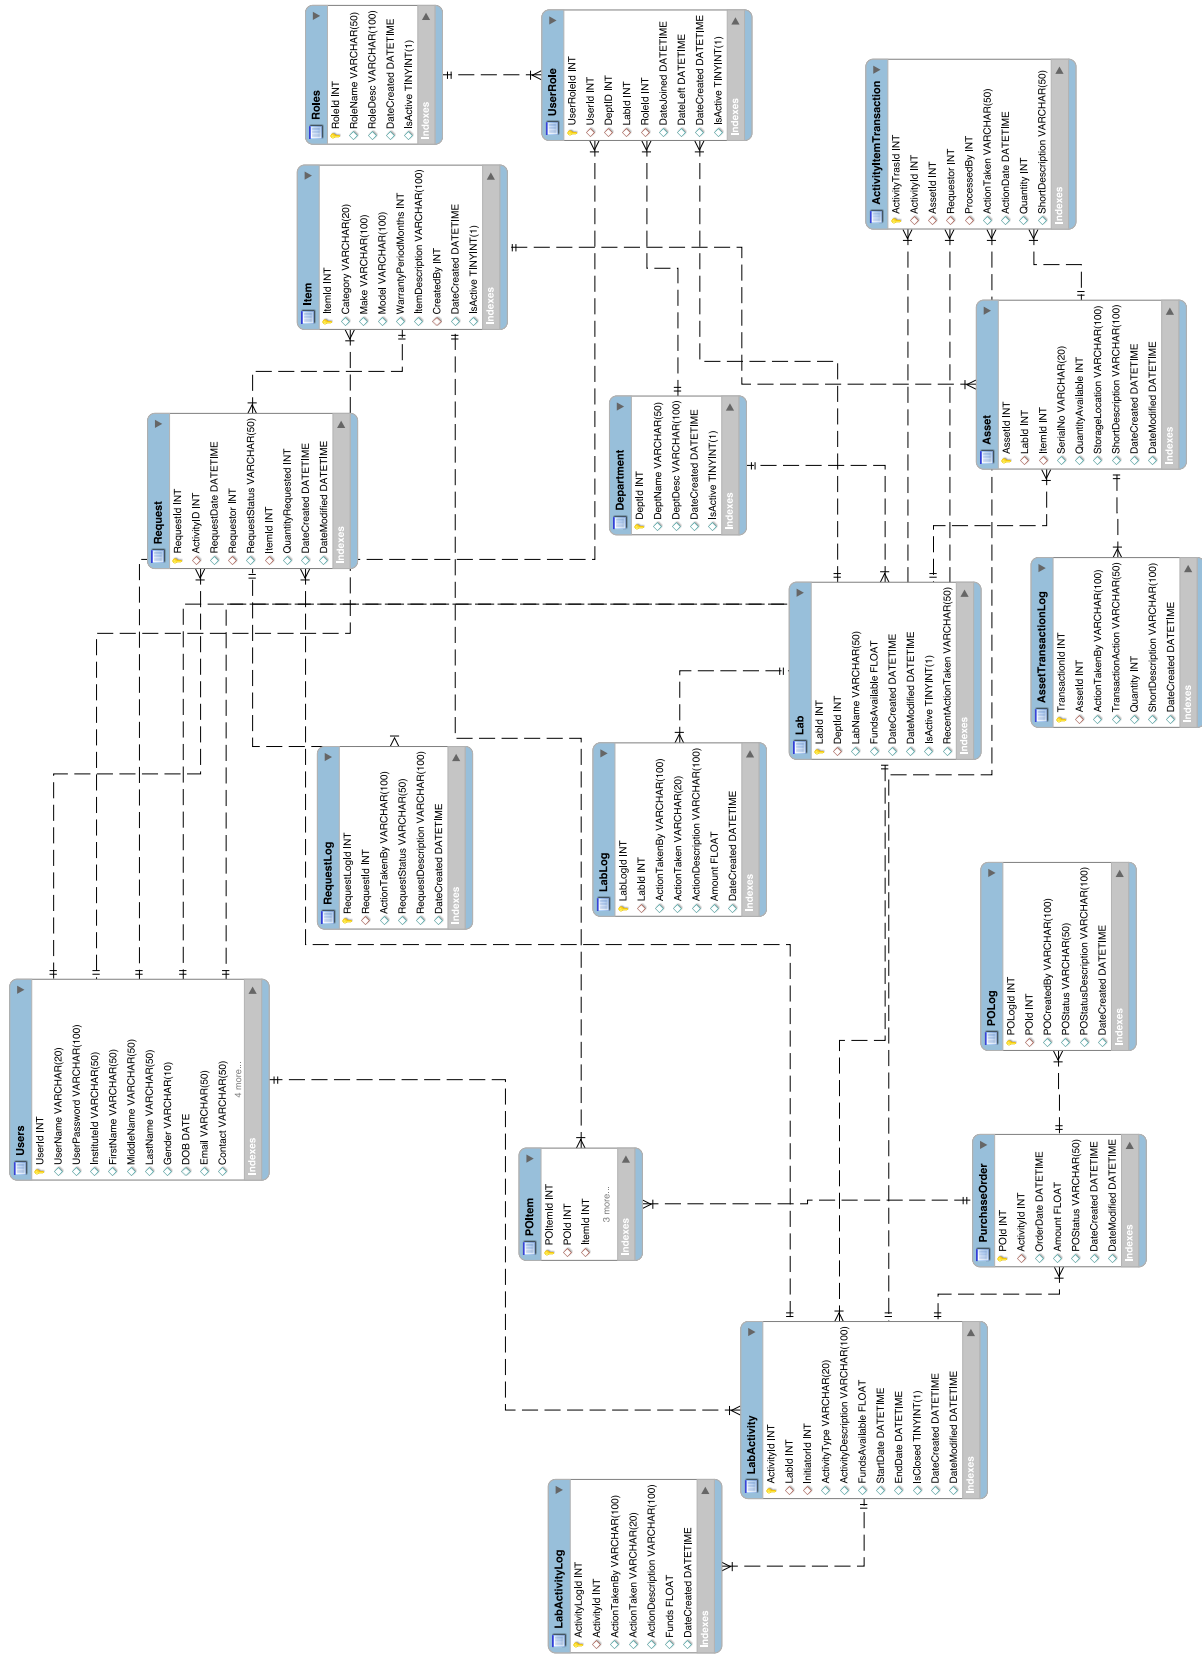 Users
UserId INT
UserName VARCHAR(20)
UserPassword VARCHAR(100)
InstituteId VARCHAR(50)
FirstName VARCHAR(50)
MiddleName VARCHAR(50)
LastName VARCHAR(50)
Gender VARCHAR(10)
DOB DATE
Email VARCHAR(50)
Contact VARCHAR(50)
4 more...
Indexes
Request
RequestId INT
ActivityID INT
RequestDate DATETIME
Requestor INT
RequestStatus VARCHAR(50)
ItemId INT
QuantityRequested INT
DateCreated DATETIME
DateModified DATETIME
Indexes
Item
ItemId INT
Category VARCHAR(20)
Make VARCHAR(100)
Model VARCHAR(100)
WarrantyPeriodMonths INT
ItemDescription VARCHAR(100)
CreatedBy INT
DateCreated DATETIME
IsActive TINYINT(1)
Indexes
Roles
RoleId INT
RoleName VARCHAR(50)
RoleDesc VARCHAR(100)
DateCreated DATETIME
IsActive TINYINT(1)
Indexes
RequestLog
RequestLogId INT
RequestId INT
ActionTakenBy VARCHAR(100)
RequestStatus VARCHAR(50)
RequestDescription VARCHAR(100)
DateCreated DATETIME
Indexes
UserRole
UserRoleId INT
UserId INT
DeptID INT
LabId INT
RoleId INT
DateJoined DATETIME
DateLeft DATETIME
DateCreated DATETIME
IsActive TINYINT(1)
Indexes
POItem
POItemId INT
POId INT
ItemId INT
3 more...
Indexes
LabLog
LabLogId INT
LabId INT
ActionTakenBy VARCHAR(100)
ActionTaken VARCHAR(20)
ActionDescription VARCHAR(100)
Amount FLOAT
DateCreated DATETIME
Indexes
Department
DeptId INT
DeptName VARCHAR(50)
DeptDesc VARCHAR(100)
DateCreated DATETIME
IsActive TINYINT(1)
Indexes
LabActivityLog
ActivityLogId INT
ActivityId INT
ActionTakenBy VARCHAR(100)
ActionTaken VARCHAR(20)
ActionDescription VARCHAR(100)
Funds FLOAT
DateCreated DATETIME
Indexes
LabActivity
ActivityId INT
LabId INT
InitiatorId INT
ActivityType VARCHAR(20)
ActivityDescription VARCHAR(100)
FundsAvailable FLOAT
StartDate DATETIME
EndDate DATETIME
IsClosed TINYINT(1)
DateCreated DATETIME
DateModified DATETIME
Indexes
Lab
LabId INT
DeptId INT
LabName VARCHAR(50)
FundsAvailable FLOAT
DateCreated DATETIME
DateModified DATETIME
IsActive TINYINT(1)
RecentActionTaken VARCHAR(50)
Indexes
ActivityItemTransaction
ActivityTrasId INT
ActivityId INT
AssetId INT
Requestor INT
ProcessedBy INT
ActionTaken VARCHAR(50)
ActionDate DATETIME
Quantity INT
ShortDescription VARCHAR(50)
Indexes
PurchaseOrder
POId INT
ActivityId INT
OrderDate DATETIME
Amount FLOAT
POStatus VARCHAR(50)
DateCreated DATETIME
DateModified DATETIME
Indexes
POLog
POLogId INT
POId INT
POCreatedBy VARCHAR(100)
POStatus VARCHAR(50)
POStatusDescription VARCHAR(100)
DateCreated DATETIME
Indexes
Asset
AssetId INT
LabId INT
ItemId INT
SerialNo VARCHAR(20)
QuantityAvailable INT
StorageLocation VARCHAR(100)
ShortDescription VARCHAR(100)
DateCreated DATETIME
DateModified DATETIME
Indexes
AssetTransactionLog
TransactionId INT
AssetId INT
ActionTakenBy VARCHAR(100)
TransactionAction VARCHAR(50)
Quantity INT
ShortDescription VARCHAR(100)
DateCreated DATETIME
Indexes